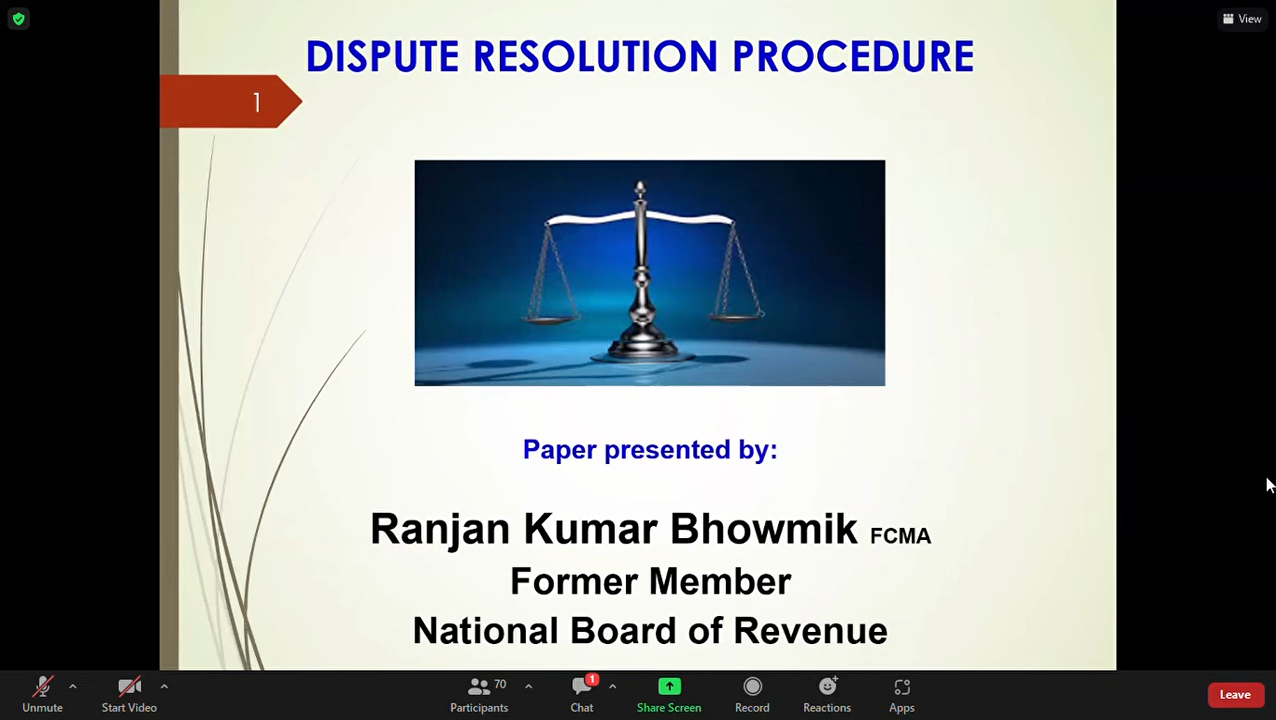 View
DISPUTE RESOLUTION PROCEDURE
1
Paper presented by:
Ranjan Kumar Bhowmik FCMA
Former Member
National Board of Revenue
70
1
Unmute
Start Video
Participants
Chat
Share Screen
Record
Reactions
Apps
Leave